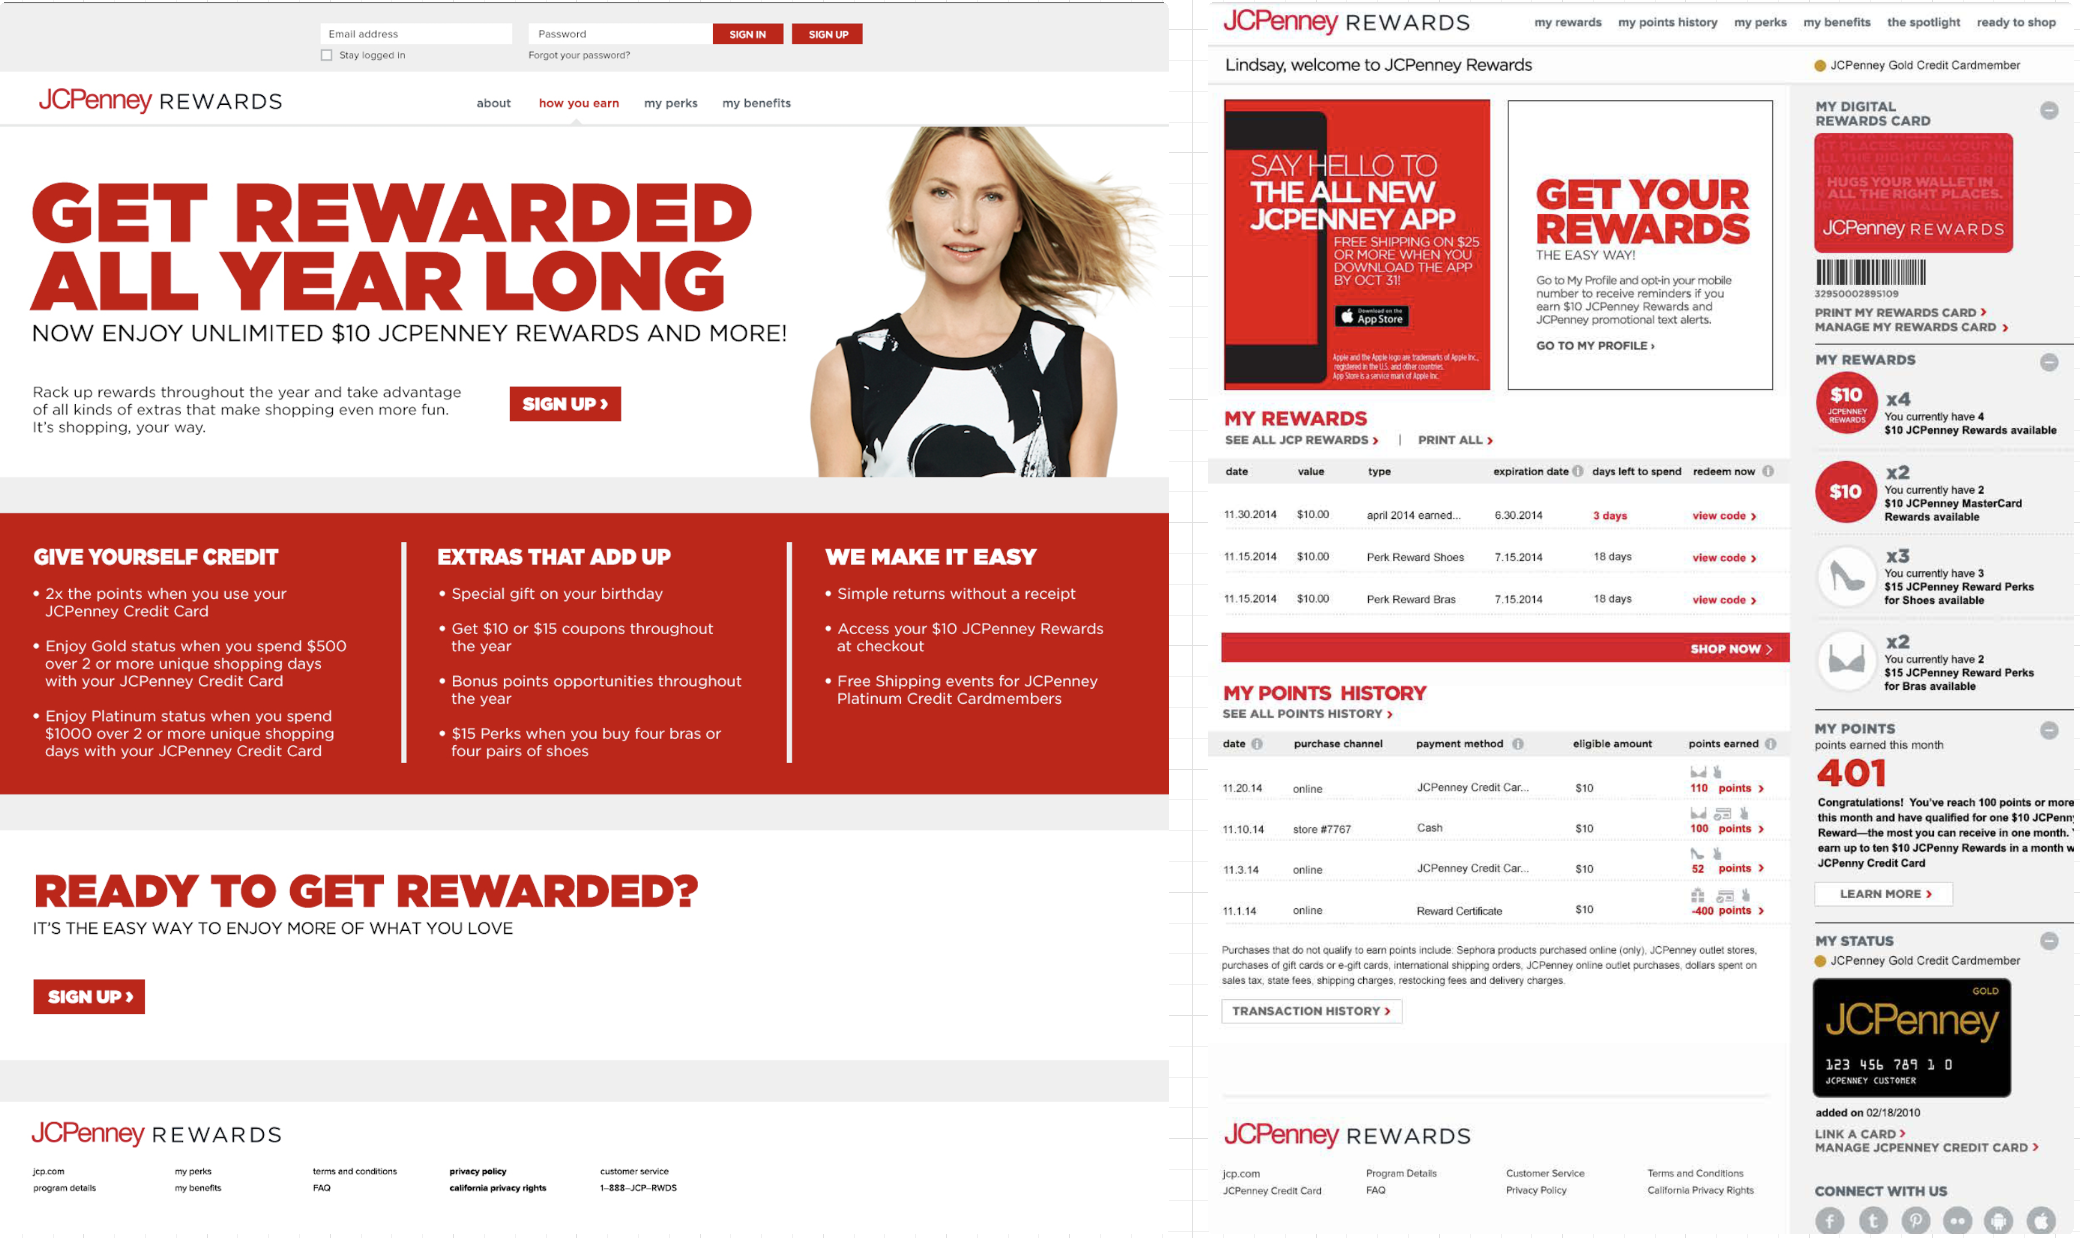 Email address
Password
SIGN IN
SIGN UP
Stay logged in
Forgot your password?
JCPenney REWARDS
about
how you earn
my perks
my benefits
GET REWARDED
ALL YEAR LONG
NOW ENJOY UNLIMITED $10 JCPENNEY REWARDS AND MORE!
Rack up rewards throughout the year and take advantage
of all kinds of extras that make shopping even more fun.
It's shopping, your way.
SIGN UP ›
GIVE YOURSELF CREDIT
• 2x the points when you use your
JCPenney Credit Card
• Enjoy Gold status when you spend $500
over 2 or more unique shopping days
with your JCPenney Credit Card
• Enjoy Platinum status when you spend
$1000 over 2 or more unique shopping
days with your JCPenney Credit Card
EXTRAS THAT ADD UP
• Special gift on your birthday
• Get $10 or $15 coupons throughout
the year
• Bonus points opportunities throughout
the year
• $15 Perks when you buy four bras or
four pairs of shoes
WE MAKE IT EASY
• Simple returns without a receipt
• Access your $10 JCPenney Rewards
at checkout
• Free Shipping events for JCPenney
Platinum Credit Cardmembers
READY TO GET REWARDED?
IT'S THE EASY WAY TO ENJOY MORE OF WHAT YOU LOVE
SIGN UP ›
JCPenney REWARDS
jcp.com
my perks
terms and conditions
privacy policy
customer service
program details
my benefits
FAQ
california privacy rights
1-888-JCP-RWDS
JCPenney REWARDS
my rewards
my points history
my perks
my benefits
the spotlight
ready to shop
Lindsay, welcome to JCPenney Rewards
JCPenney Gold Credit Cardmember
SAY HELLO TO
THE ALL NEW
JCPENNEY APP
FREE SHIPPING ON $25
OR MORE WHEN YOU
DOWNLOAD THE APP
BY OCT 31!
Download on the
App Store
Apple and the Apple logo are trademarks of Apple Inc.,
registered in the U.S. and other countries.
App Store is a service mark of Apple Inc.
GET YOUR
REWARDS
THE EASY WAY!
Go to My Profile and opt-in your mobile
number to receive reminders if you
earn $10 JCPenney Rewards and
JCPenney promotional text alerts.
GO TO MY PROFILE ›
MY REWARDS
SEE ALL JCP REWARDS › | PRINT ALL ›
date value type expiration date days left to spend redeem now
11.30.2014 $10.00 april 2014 earned... 6.30.2014 3 days view code ›
11.15.2014 $10.00 Perk Reward Shoes 7.15.2014 18 days view code ›
11.15.2014 $10.00 Perk Reward Bras 7.15.2014 18 days view code ›
SHOP NOW ›
MY POINTS HISTORY
SEE ALL POINTS HISTORY ›
date purchase channel payment method eligible amount points earned
11.20.14 online JCPenney Credit Car... $10 110 points ›
11.10.14 store #7767 Cash $10 100 points ›
11.3.14 online JCPenney Credit Car... $10 52 points ›
11.1.14 online Reward Certificate $10 -400 points ›
Purchases that do not qualify to earn points include: Sephora products purchased online (only), JCPenney outlet stores,
purchases of gift cards or e-gift cards, international shipping orders, JCPenney online outlet purchases, dollars spent on
sales tax, state fees, shipping charges, restocking fees and delivery charges.
TRANSACTION HISTORY ›
JCPenney REWARDS
jcp.com
Program Details
Customer Service
Terms and Conditions
JCPenney Credit Card
FAQ
Privacy Policy
California Privacy Rights
MY DIGITAL
REWARDS CARD
HUGS YOUR WALLET IN
ALL THE RIGHT PLACES.
JCPenney REWARDS
32950002895109
PRINT MY REWARDS CARD ›
MANAGE MY REWARDS CARD ›
MY REWARDS
$10
JCPENNEY
REWARDS
x4
You currently have 4
$10 JCPenney Rewards available
$10
x2
You currently have 2
$10 JCPenney MasterCard
Rewards available
x3
You currently have 3
$15 JCPenney Reward Perks
for Shoes available
x2
You currently have 2
$15 JCPenney Reward Perks
for Bras available
MY POINTS
points earned this month
401
Congratulations! You've reach 100 points or more
this month and have qualified for one $10 JCPenn
Reward—the most you can receive in one month.
earn up to ten $10 JCPenny Rewards in a month w
JCPenny Credit Card
LEARN MORE ›
MY STATUS
JCPenney Gold Credit Cardmember
GOLD
JCPenney
123 456 789 1 0
JCPENNEY CUSTOMER
added on 02/18/2010
LINK A CARD ›
MANAGE JCPENNEY CREDIT CARD ›
CONNECT WITH US